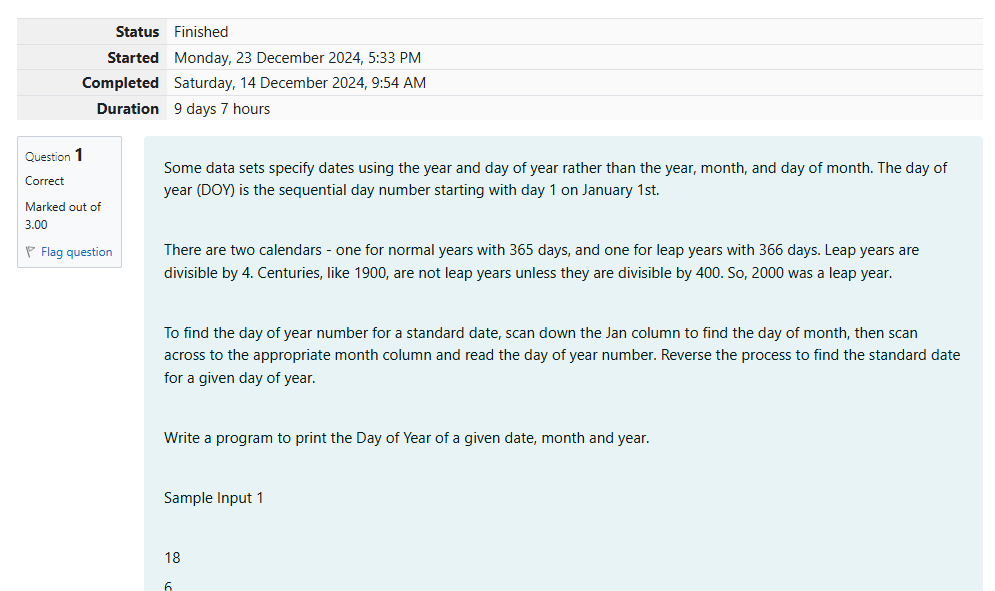 Status Finished
Started Monday, 23 December 2024, 5:33 PM
Completed Saturday, 14 December 2024, 9:54 AM
Duration 9 days 7 hours
Question 1
Correct
Marked out of
3.00
Flag question
Some data sets specify dates using the year and day of year rather than the year, month, and day of month. The day of
year (DOY) is the sequential day number starting with day 1 on January 1st.
There are two calendars - one for normal years with 365 days, and one for leap years with 366 days. Leap years are
divisible by 4. Centuries, like 1900, are not leap years unless they are divisible by 400. So, 2000 was a leap year.
To find the day of year number for a standard date, scan down the Jan column to find the day of month, then scan
across to the appropriate month column and read the day of year number. Reverse the process to find the standard date
for a given day of year.
Write a program to print the Day of Year of a given date, month and year.
Sample Input 1
18
6